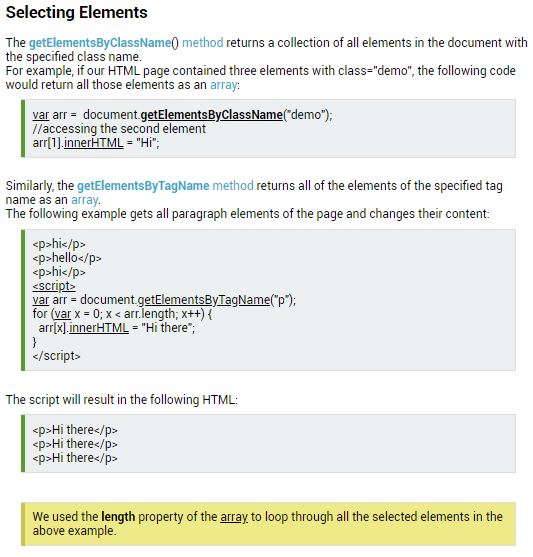 Selecting Elements
The getElementsByClassName() method returns a collection of all elements in the document with
the specified class name.
For example, if our HTML page contained three elements with class="demo", the following code
would return all those elements as an array:
var arr =  document.getElementsByClassName("demo");
//accessing the second element
arr[1].innerHTML = "Hi";
Similarly, the getElementsByTagName method returns all of the elements of the specified tag
name as an array.
The following example gets all paragraph elements of the page and changes their content:
<p>hi</p>
<p>hello</p>
<p>hi</p>
<script>
var arr = document.getElementsByTagName("p");
for (var x = 0; x < arr.length; x++) {
  arr[x].innerHTML = "Hi there";
}
</script>
The script will result in the following HTML:
<p>Hi there</p>
<p>Hi there</p>
<p>Hi there</p>
We used the length property of the array to loop through all the selected elements in the
above example.